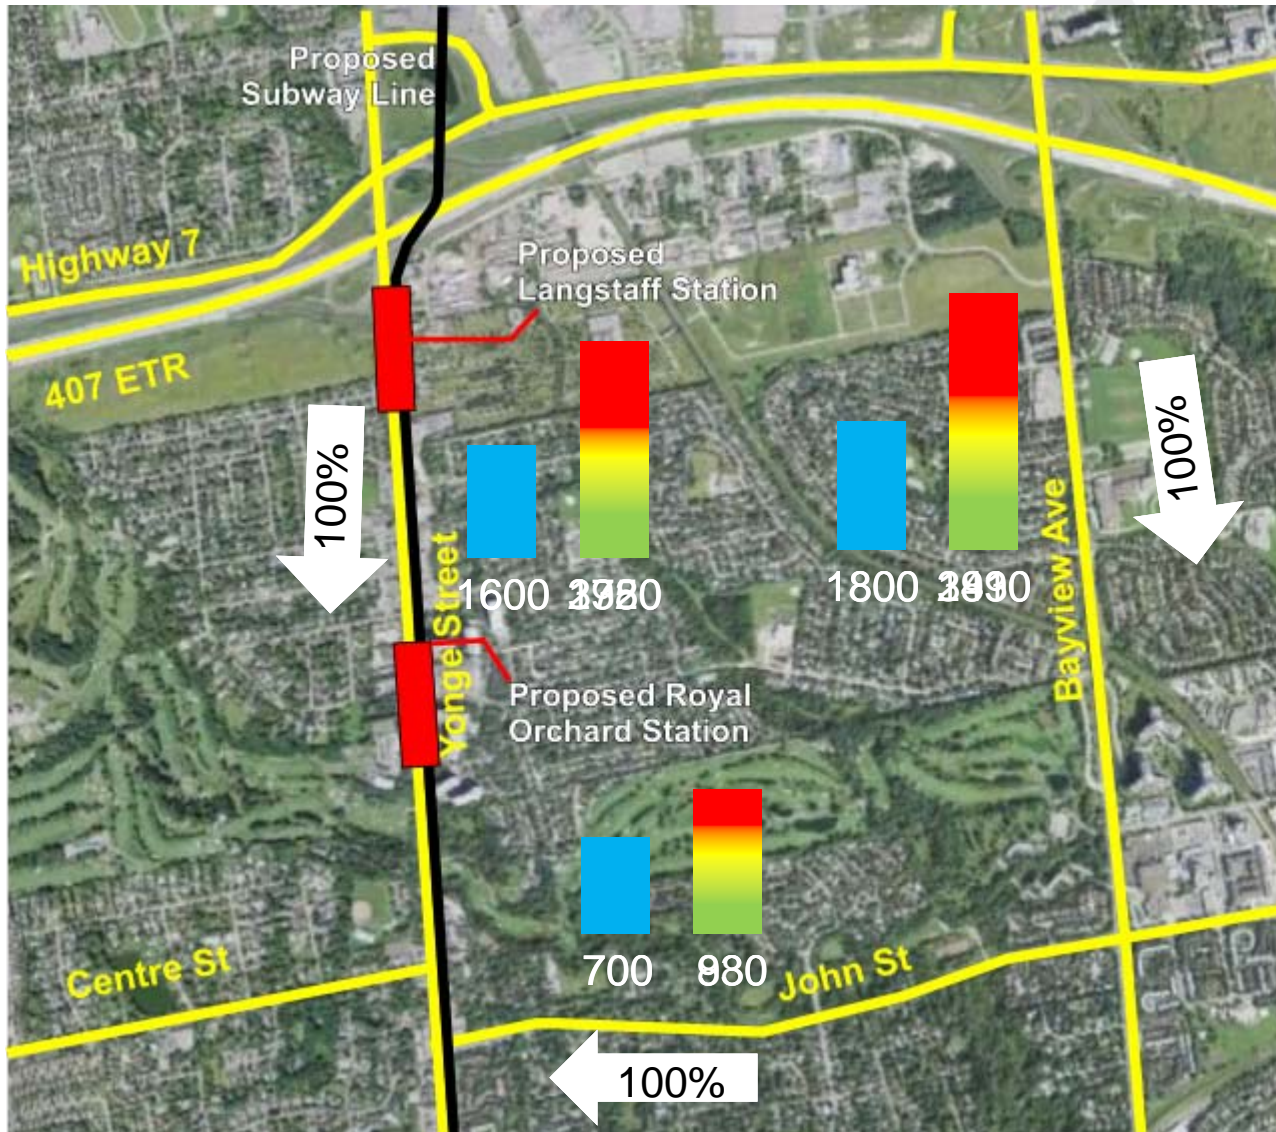 Proposed
Subway Line
Highway 7
Proposed
Langstaff Station
407 ETR
100%
100%
Yonge Street
1600
1800
Bayview Ave
Proposed Royal
Orchard Station
Centre St
700
John St
100%